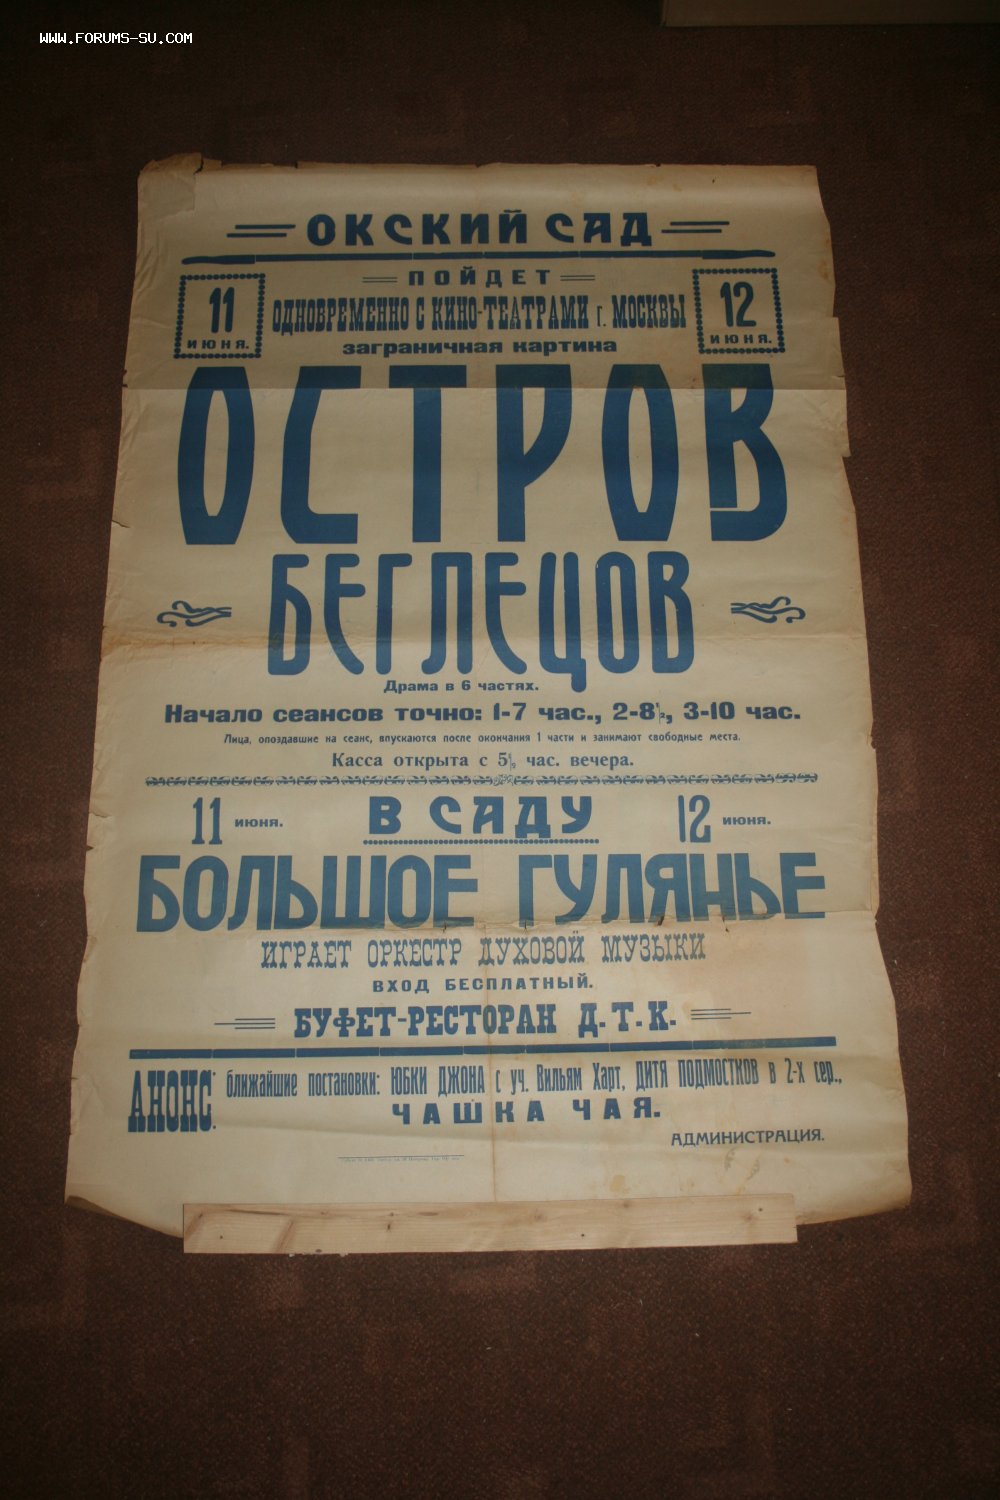 WWW.FORUMS-SU.COM
ОКСКИЙ САД
ПОЙДЕТ
11 ИЮНЯ.
ОДНОВРЕМЕННО С КИНО-ТЕАТРАМИ г. МОСКВЫ
12 ИЮНЯ.
заграничная картина
ОСТРОВ
БЕГЛЕЦОВ
Драма в 6 частях.
Начало сеансов точно: 1-7 час., 2-8½, 3-10 час.
Лица, опоздавшие на сеанс, впускаются после окончания 1 части и занимают свободные места.
Касса открыта с 5½ час. вечера.
11 июня. В САДУ 12 июня.
БОЛЬШОЕ ГУЛЯНЬЕ
ИГРАЕТ ОРКЕСТР ДУХОВОЙ МУЗЫКИ
ВХОД БЕСПЛАТНЫЙ.
БУФЕТ-РЕСТОРАН Д. Т. К.
АНОНС: ближайшие постановки: ЮБКИ ДЖОНА с уч. Вильям Харт, ДИТЯ ПОДМОСТКОВ в 2-х сер.,
ЧАШКА ЧАЯ.
АДМИНИСТРАЦИЯ.